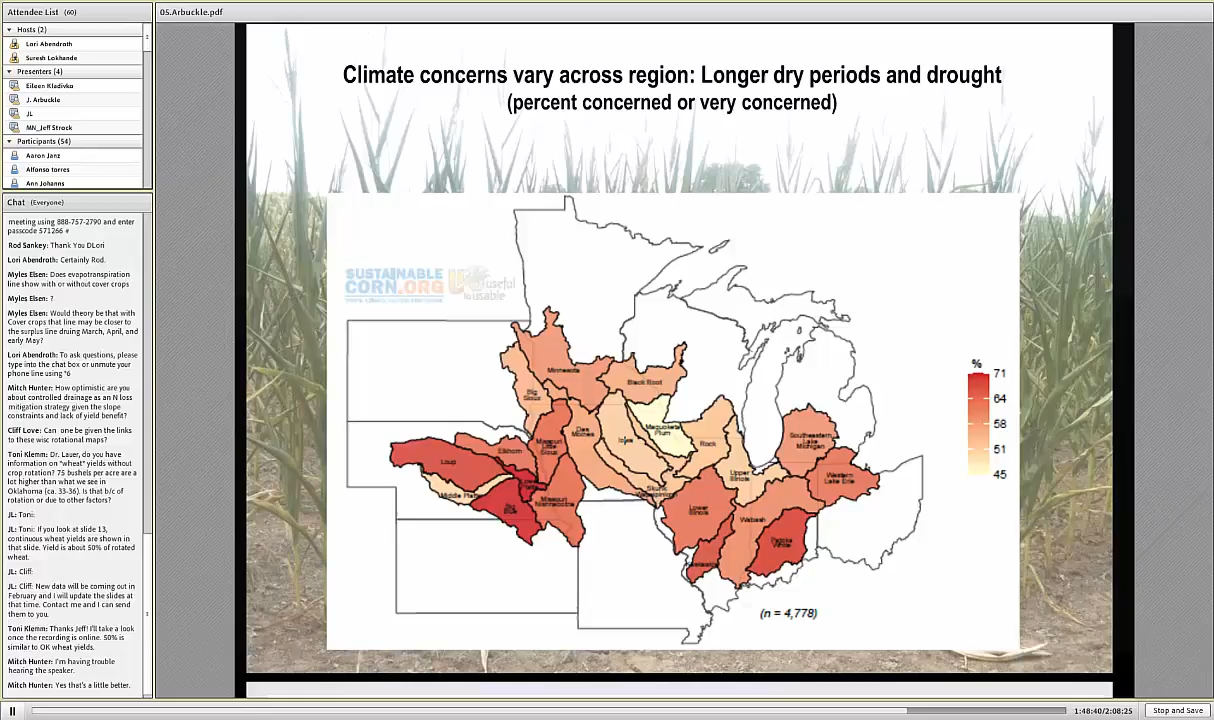 Attendee List (60)
Hosts (2)
Lori Abendroth
Suresh Lokhande
Presenters (4)
Eileen Kladivko
J. Arbuckle
JL
MN_Jeff Strock
Participants (54)
Aaron Janz
Alfonso torres
Ann Johanns
Chat (Everyone)
meeting using 888-757-2790 and enter
passcode 571266 #
Rod Sankey: Thank You DLori
Lori Abendroth: Certainly Rod.
Myles Elsen: Does evapotranspiration
line show with or without cover crops
Myles Elsen: ?
Myles Elsen: Would theory be that with
Cover crops that line may be closer to
the surplus line druing March, April, and
early May?
Lori Abendroth: To ask questions, please
type into the chat box or unmute your
phone line using *6
Mitch Hunter: How optimistic are you
about controlled drainage as an N loss
mitigation strategy given the slope
constraints and lack of yield benefit?
Cliff Love: Can one be given the links
to these wisc rotational maps?
Toni Klemm: Dr. Lauer, do you have
information on "wheat" yields without
crop rotation? 75 bushels per acre are a
lot higher than what we see in
Oklahoma (ca. 33-36). Is that b/c of
rotation or due to other factors?
JL: Toni:
JL: Toni: If you look at slide 13,
continuous wheat yields are shown in
that slide. Yield is about 50% of rotated
wheat.
JL: Cliff:
JL: Cliff: New data will be coming out in
February and I will update the slides at
that time. Contact me and I can send
them to you.
Toni Klemm: Thanks Jeff! I'll take a look
once the recording is online. 50% is
similar to OK wheat yields.
Mitch Hunter: I'm having trouble
hearing the speaker.
Mitch Hunter: Yes that's a little better.
05.Arbuckle.pdf
Climate concerns vary across region: Longer dry periods and drought
(percent concerned or very concerned)
SUSTAINABLE
CORN.ORG
useful
to usable
Minnesota
Black Root
Big
Sioux
Missouri
Little
Sioux
Des
Moines
Iowa
Maquoketa
Plum
Rock
Southeastern
Lake
Michigan
Western
Lake Erie
Elkhorn
Loup
Middle Platte
Big
Blue
Missouri
Nishnabotna
Upper
Illinois
Lower
Illinois
Wabash
Patoka
White
Kaskaskia
%
71
64
58
51
45
(n = 4,778)
1:48:40/2:08:25
Stop and Save